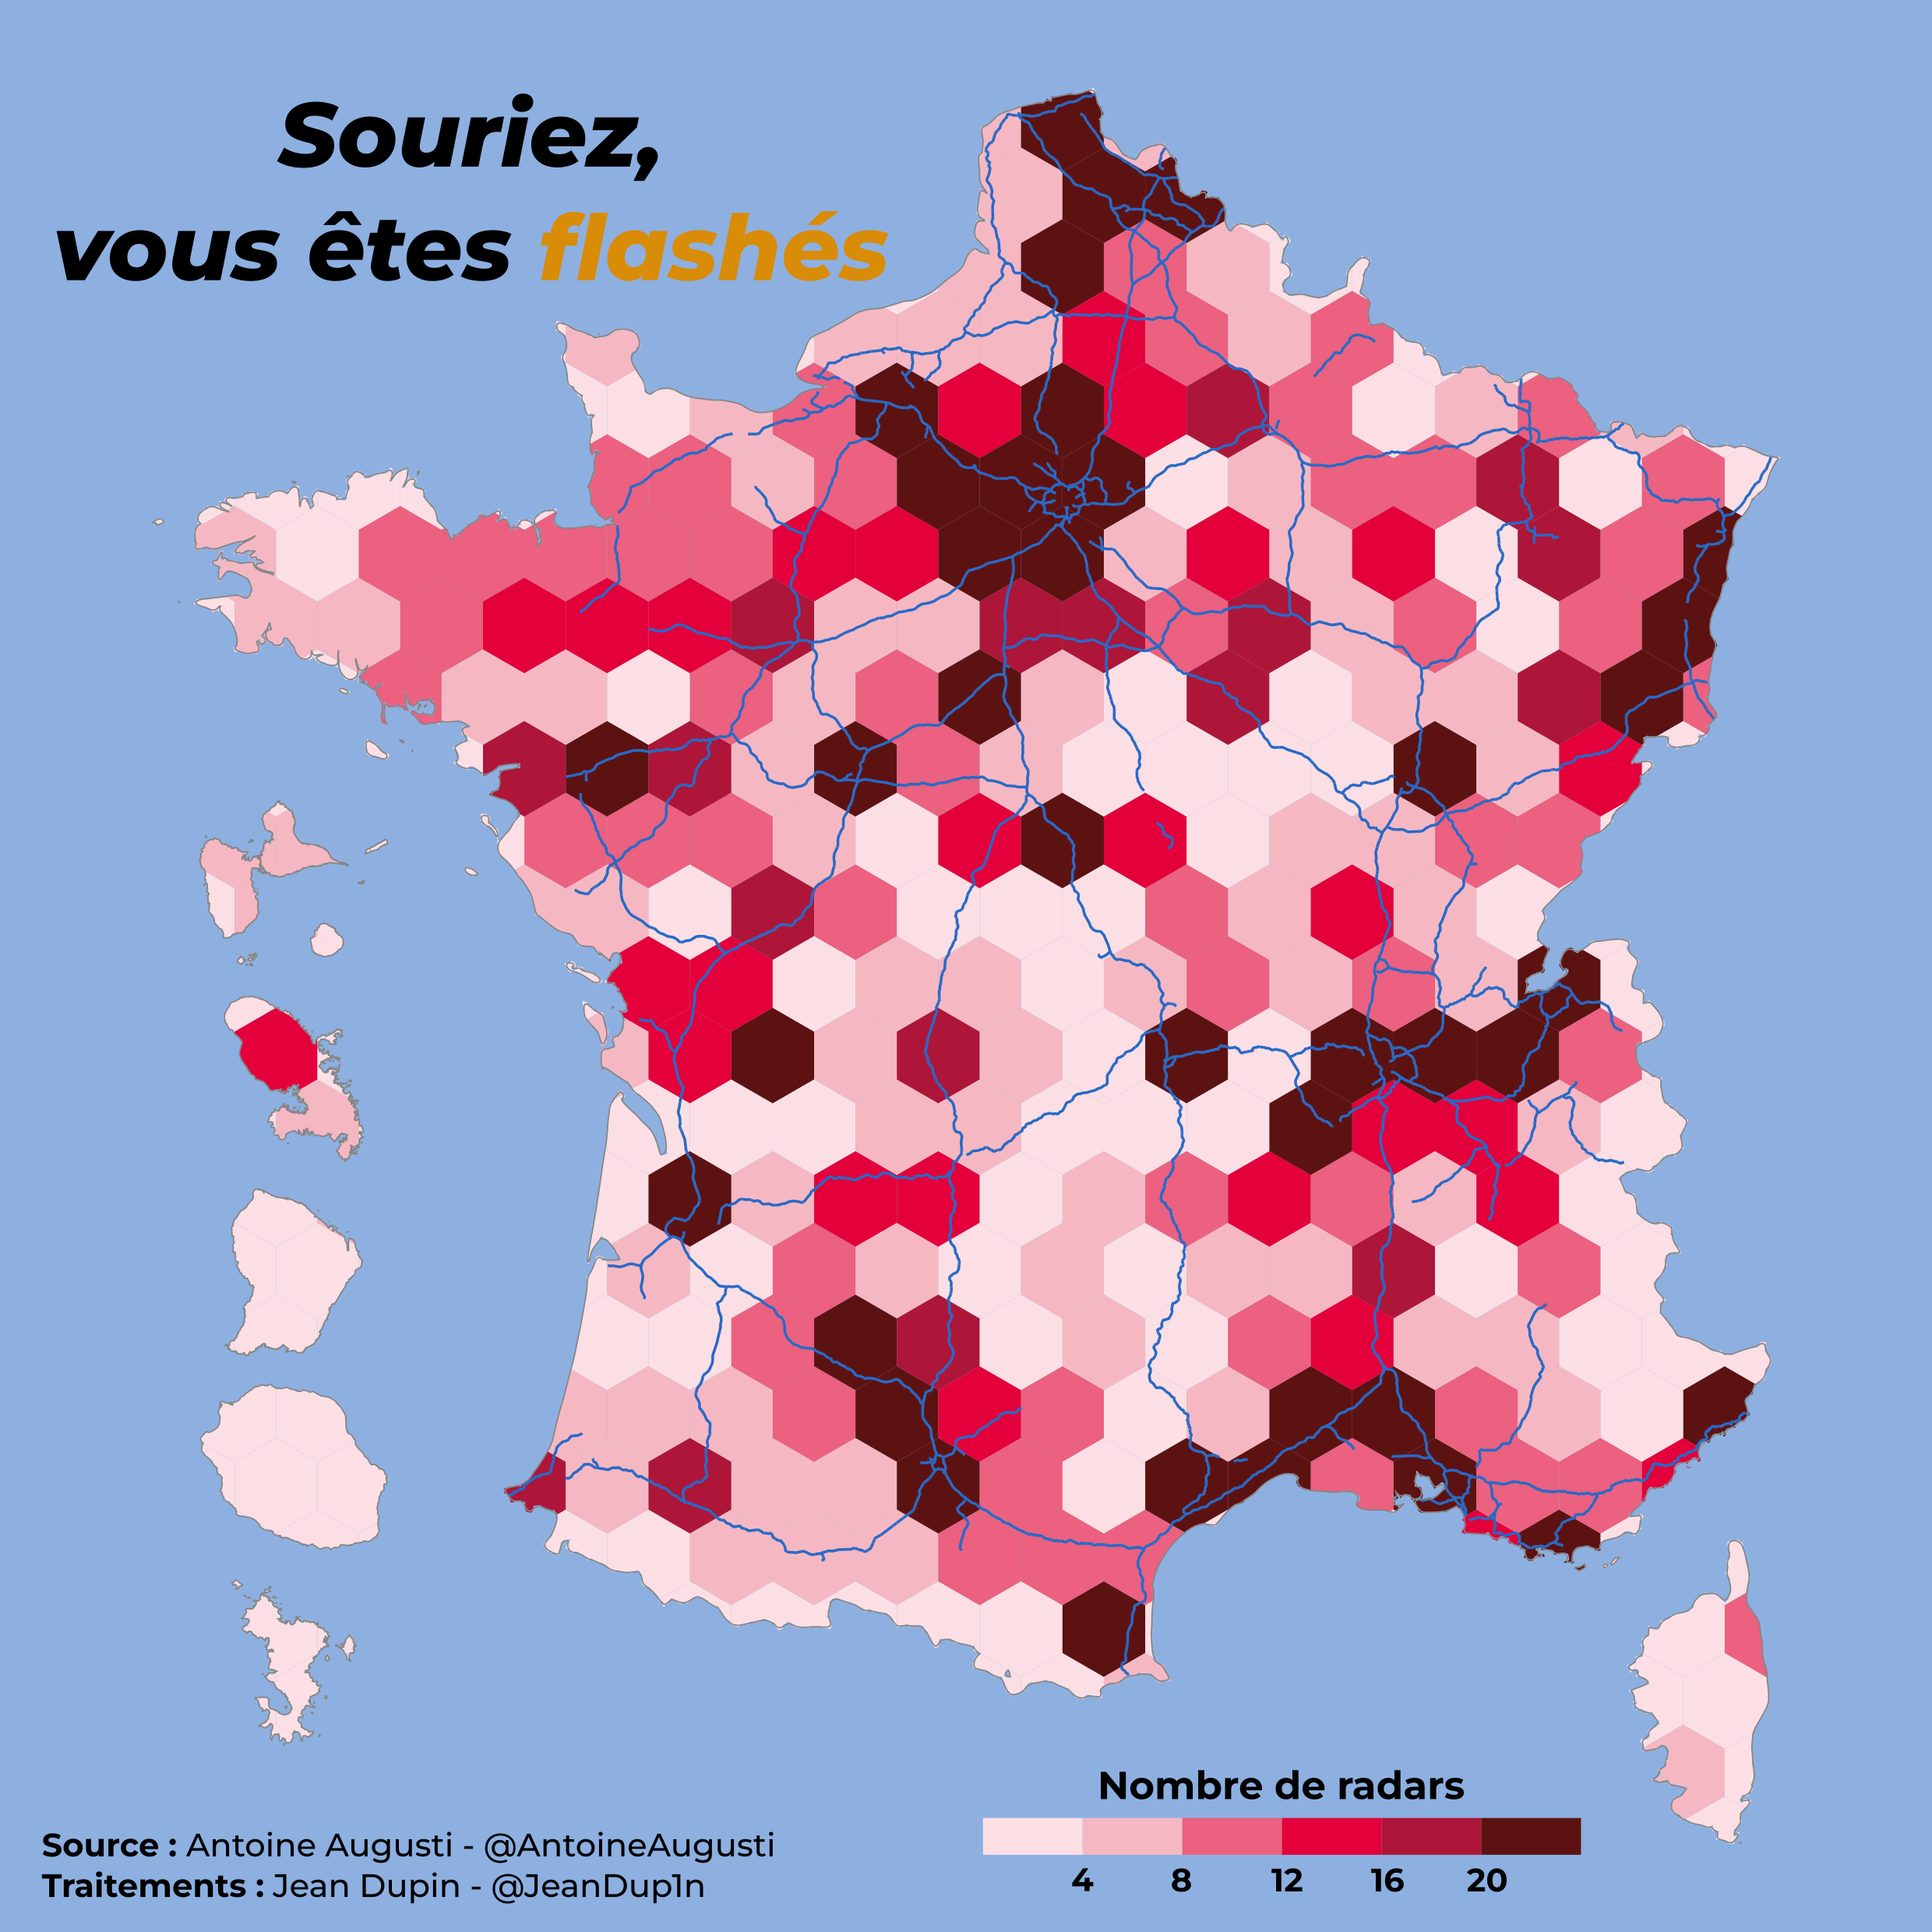 Souriez,
vous êtes flashés
Nombre de radars
4 8 12 16 20
Source : Antoine Augusti - @AntoineAugusti
Traitements : Jean Dupin - @JeanDup1n